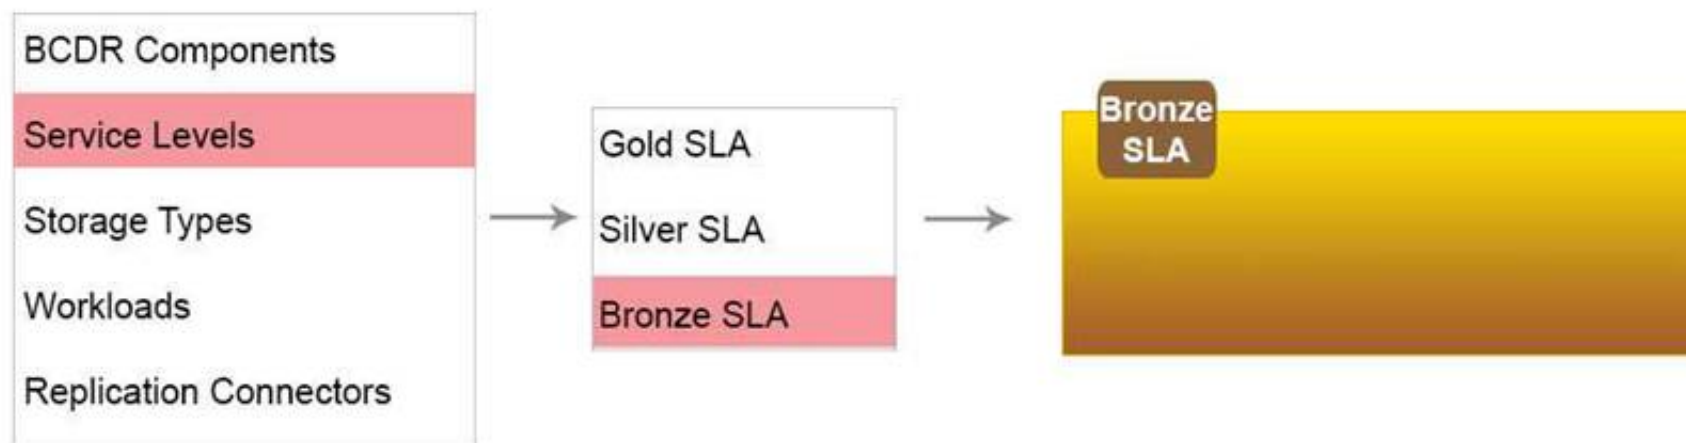 BCDR Components
Service Levels
Storage Types
Workloads
Replication Connectors
Gold SLA
Silver SLA
Bronze SLA
Bronze
SLA